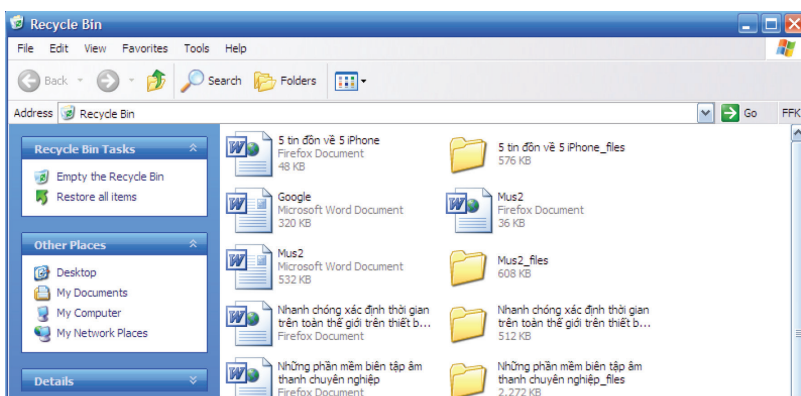 Recycle Bin
File Edit View Favorites Tools Help
Back Search Folders
Address Recycle Bin Go FFK
Recycle Bin Tasks
Empty the Recycle Bin
Restore all items
Other Places
Desktop
My Documents
My Computer
My Network Places
Details
5 tin đồn về 5 iPhone
Firefox Document
48 KB
5 tin đồn về 5 iPhone_files
576 KB
Google
Microsoft Word Document
320 KB
Mus2
Firefox Document
36 KB
Mus2
Microsoft Word Document
532 KB
Mus2_files
608 KB
Nhanh chóng xác định thời gian
trên toàn thế giới trên thiết b...
Firefox Document
Nhanh chóng xác định thời gian
trên toàn thế giới trên thiết b...
512 KB
Những phần mềm biên tập âm
thanh chuyên nghiệp
Firefox Document
Những phần mềm biên tập âm
thanh chuyên nghiệp_files
2,272 KB